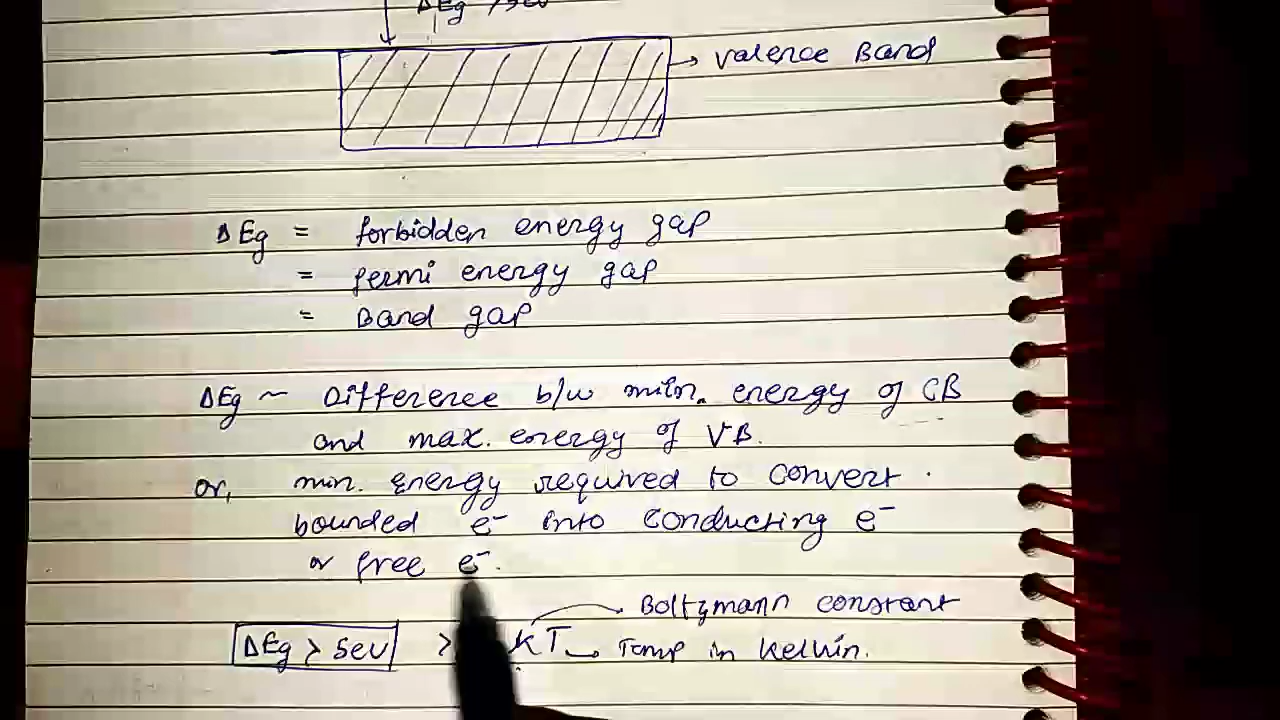 ΔEg >5ev
→ valence Band
ΔEg = forbidden energy gap
= fermi energy gap
= Band gap
ΔEg ~ Difference b/w min. energy of CB
and max. energy of VB.
or, min. energy required to convert
bounded e⁻ into conducting e⁻
or free e⁻.
→ Boltzmann constant
ΔEg > 5ev > kT → Temp in kelvin.